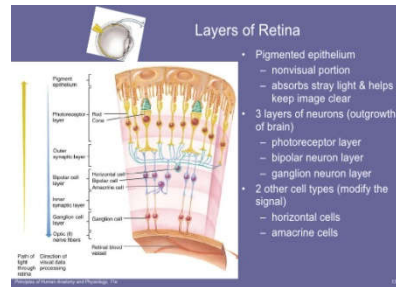 Layers of Retina
• Pigmented epithelium
– nonvisual portion
– absorbs stray light & helps
keep image clear
• 3 layers of neurons (outgrowth
of brain)
– photoreceptor layer
– bipolar neuron layer
– ganglion neuron layer
• 2 other cell types (modify the
signal)
– horizontal cells
– amacrine cells
Pigment
epithelium
Photoreceptor
layer
Rod
Cone
Outer
synaptic layer
Bipolar cell
layer
Horizontal cell
Bipolar cell
Amacrine cell
Inner
synaptic layer
Ganglion cell
layer
Ganglion cell
Optic (II)
nerve fibers
Retinal blood
vessel
Path of
light
through
retina
Direction of
visual data
processing
Principles of Human Anatomy and Physiology, 11e